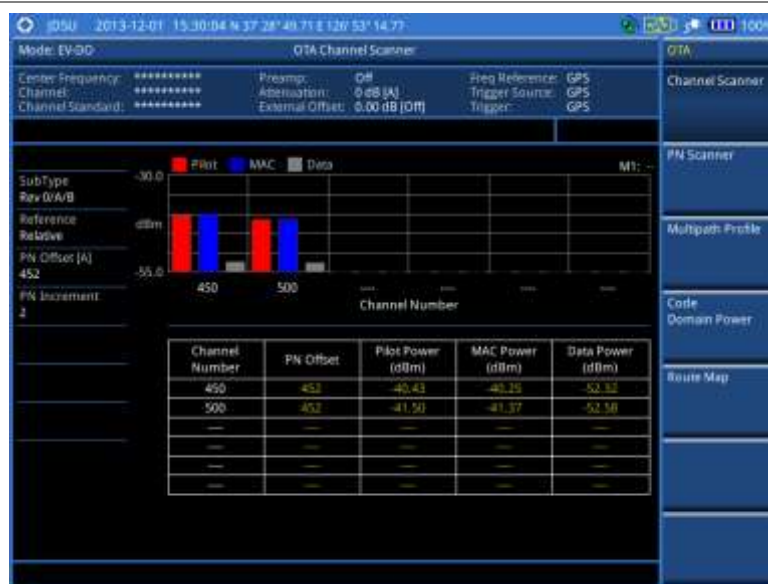 JDSU 2013-12-01 15:30:04 N 37° 28' 49.71 E 126° 53' 14.77 100%
Mode: EV-DO OTA Channel Scanner OTA
Center Frequency: ********** Preamp: Off Freq Reference: GPS
Channel: ********** Attenuation: 0 dB [A] Trigger Source: GPS
Channel Standard: ********** External Offset: 0.00 dB [Off] Trigger: GPS
Channel Scanner
PN Scanner
Multipath Profile
Code
Domain Power
Route Map
SubType
Rev 0/A/B
Reference
Relative
PN Offset [A]
452
PN Increment
2
Pilot MAC Data M1: --
-30.0
dBm
-55.0
450 500 ---- ---- ---- ----
Channel Number
Channel Number PN Offset Pilot Power (dBm) MAC Power (dBm) Data Power (dBm)
450 452 -40.43 -40.25 -52.32
500 452 -41.50 -41.37 -52.58
— — — — —
— — — — —
— — — — —
— — — — —